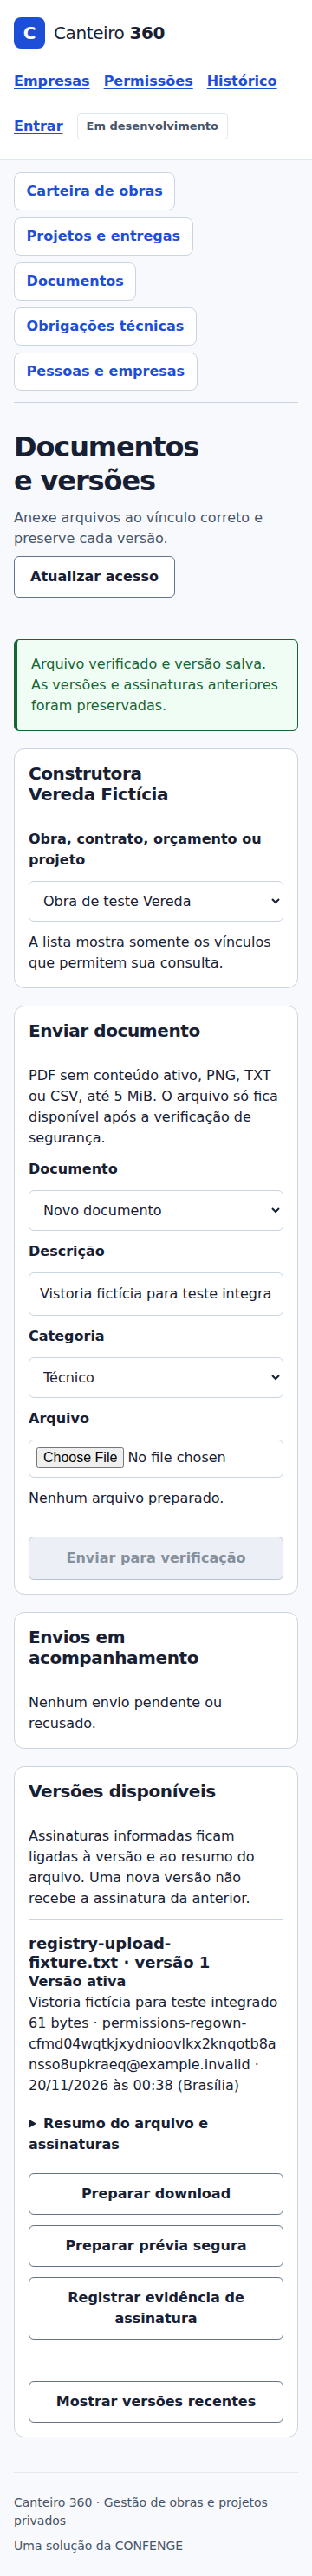 C Canteiro 360
Empresas Permissões Histórico
Entrar Em desenvolvimento
Carteira de obras
Projetos e entregas
Documentos
Obrigações técnicas
Pessoas e empresas
Documentos
e versões
Anexe arquivos ao vínculo correto e
preserve cada versão.
Atualizar acesso
Arquivo verificado e versão salva.
As versões e assinaturas anteriores
foram preservadas.
Construtora
Vereda Fictícia
Obra, contrato, orçamento ou
projeto
Obra de teste Vereda
A lista mostra somente os vínculos
que permitem sua consulta.
Enviar documento
PDF sem conteúdo ativo, PNG, TXT
ou CSV, até 5 MiB. O arquivo só fica
disponível após a verificação de
segurança.
Documento
Novo documento
Descrição
Vistoria fictícia para teste integra
Categoria
Técnico
Arquivo
Choose File No file chosen
Nenhum arquivo preparado.
Enviar para verificação
Envios em
acompanhamento
Nenhum envio pendente ou
recusado.
Versões disponíveis
Assinaturas informadas ficam
ligadas à versão e ao resumo do
arquivo. Uma nova versão não
recebe a assinatura da anterior.
registry-upload-
fixture.txt · versão 1
Versão ativa
Vistoria fictícia para teste integrado
61 bytes · permissions-regown-
cfmd04wqtkjxydnioovlkx2knqotb8a
nsso8upkraeq@example.invalid ·
20/11/2026 às 00:38 (Brasília)
Resumo do arquivo e
assinaturas
Preparar download
Preparar prévia segura
Registrar evidência de
assinatura
Mostrar versões recentes
Canteiro 360 · Gestão de obras e projetos
privados
Uma solução da CONFENGE